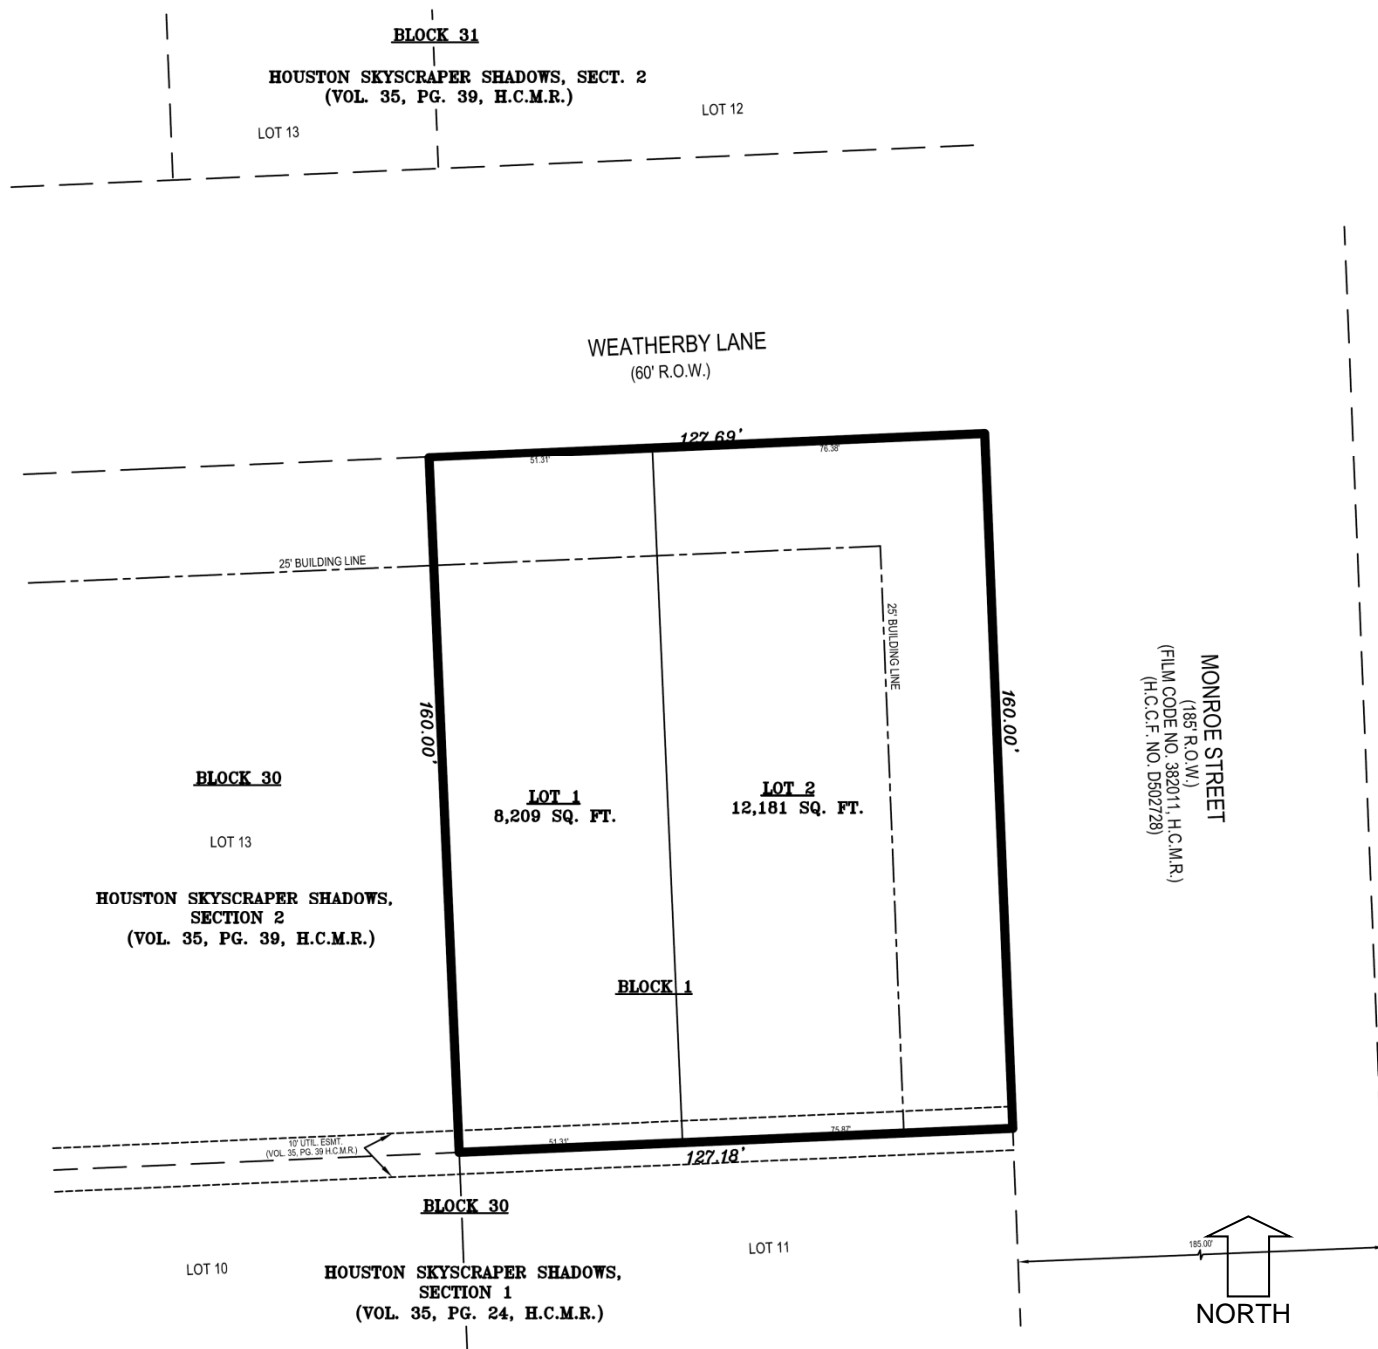 BLOCK 31
HOUSTON SKYSCRAPER SHADOWS, SECT. 2
(VOL. 35, PG. 39, H.C.M.R.)
LOT 13
LOT 12
WEATHERBY LANE
(60' R.O.W.)
127.69'
51.31'
76.38'
25' BUILDING LINE
25' BUILDING LINE
160.00'
160.00'
MONROE STREET
(185' R.O.W.)
(FILM CODE NO. 382011, H.C.M.R.)
(H.C.C.F. NO. D502728)
BLOCK 30
LOT 13
HOUSTON SKYSCRAPER SHADOWS,
SECTION 2
(VOL. 35, PG. 39, H.C.M.R.)
LOT 1
8,209 SQ. FT.
LOT 2
12,181 SQ. FT.
BLOCK 1
10' UTIL. ESMT.
(VOL. 35, PG. 39 H.C.M.R.)
51.31'
75.87'
127.18'
BLOCK 30
LOT 10
LOT 11
HOUSTON SKYSCRAPER SHADOWS,
SECTION 1
(VOL. 35, PG. 24, H.C.M.R.)
185.00'
NORTH